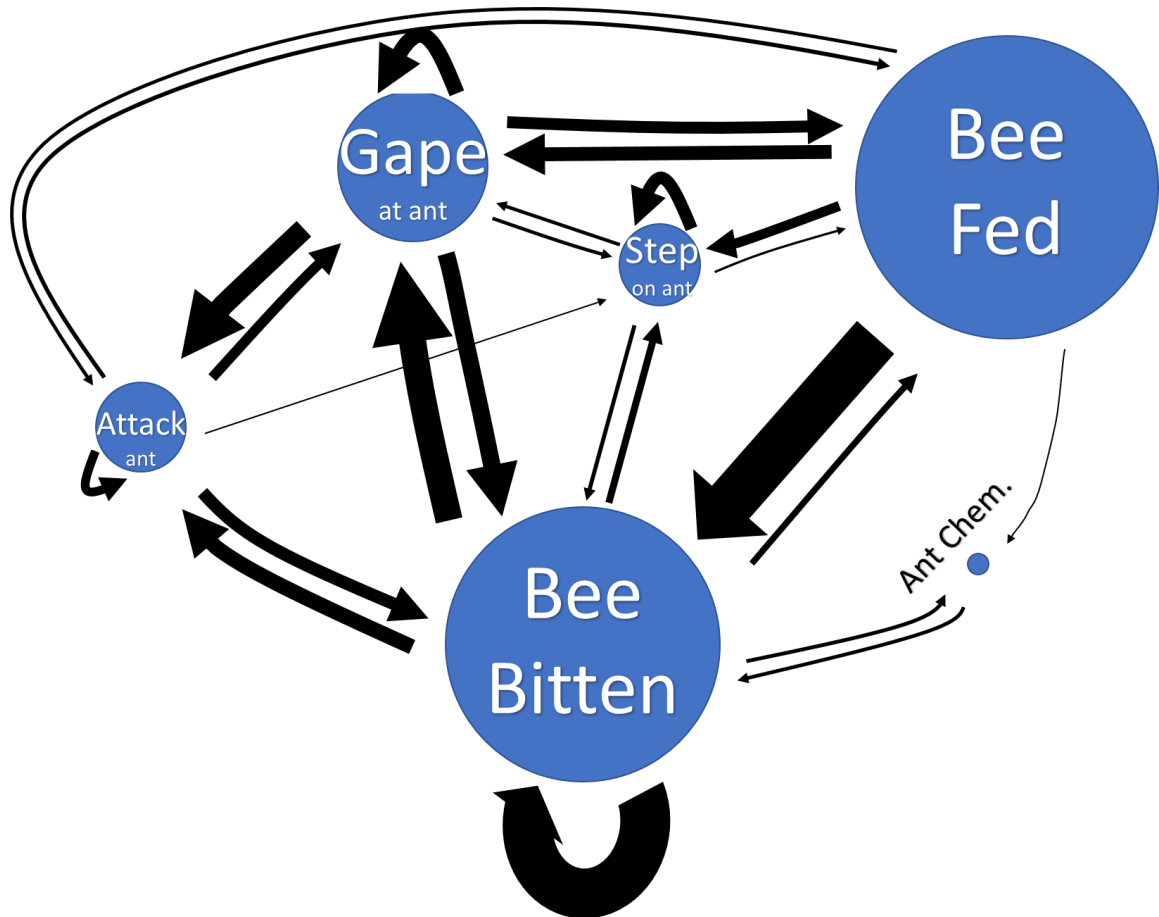 Gape
at ant
Bee
Fed
Step
on ant
Attack
ant
Ant Chem.
Bee
Bitten